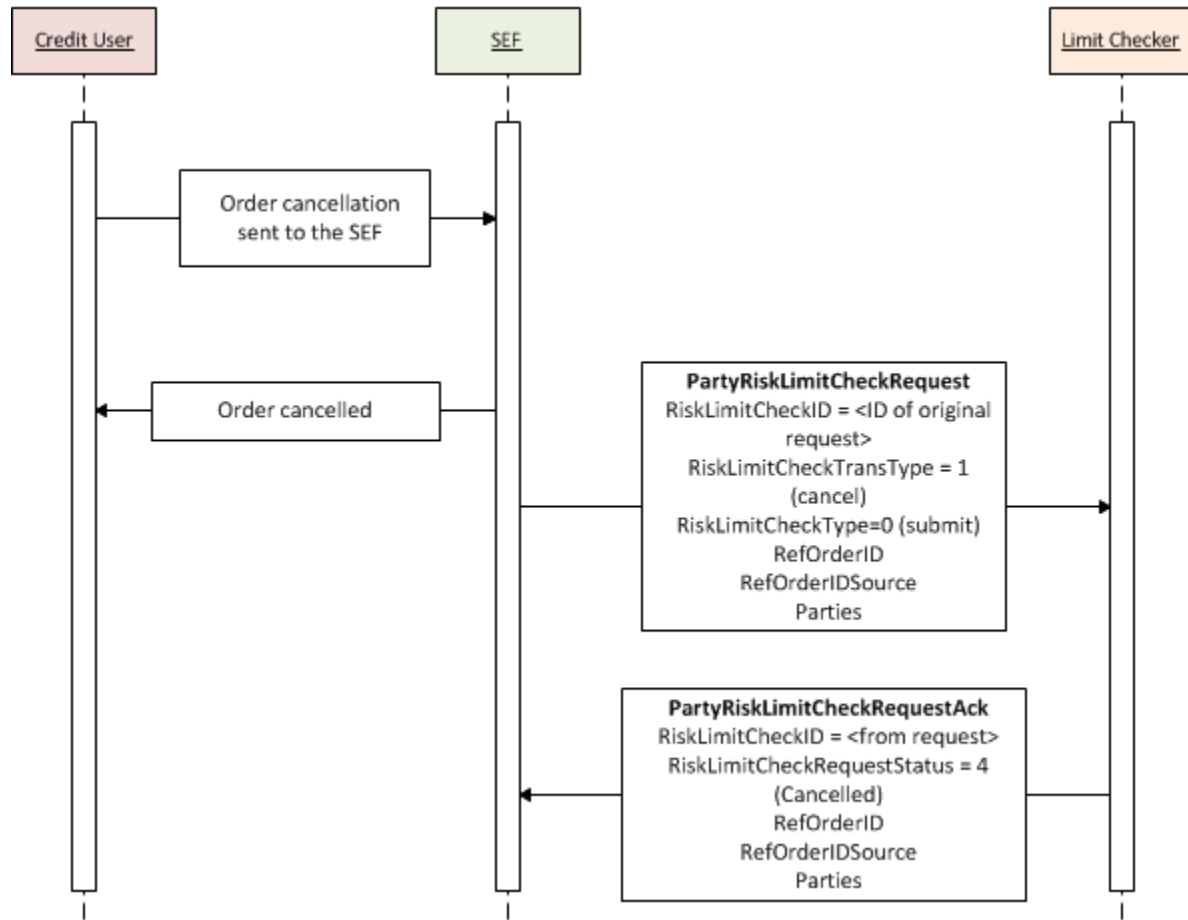 Credit User
SEF
Limit Checker
Order cancellation
sent to the SEF
Order cancelled
PartyRiskLimitCheckRequest
RiskLimitCheckID = <ID of original
request>
RiskLimitCheckTransType = 1
(cancel)
RiskLimitCheckType=0 (submit)
RefOrderID
RefOrderIDSource
Parties
PartyRiskLimitCheckRequestAck
RiskLimitCheckID = <from request>
RiskLimitCheckRequestStatus = 4
(Cancelled)
RefOrderID
RefOrderIDSource
Parties